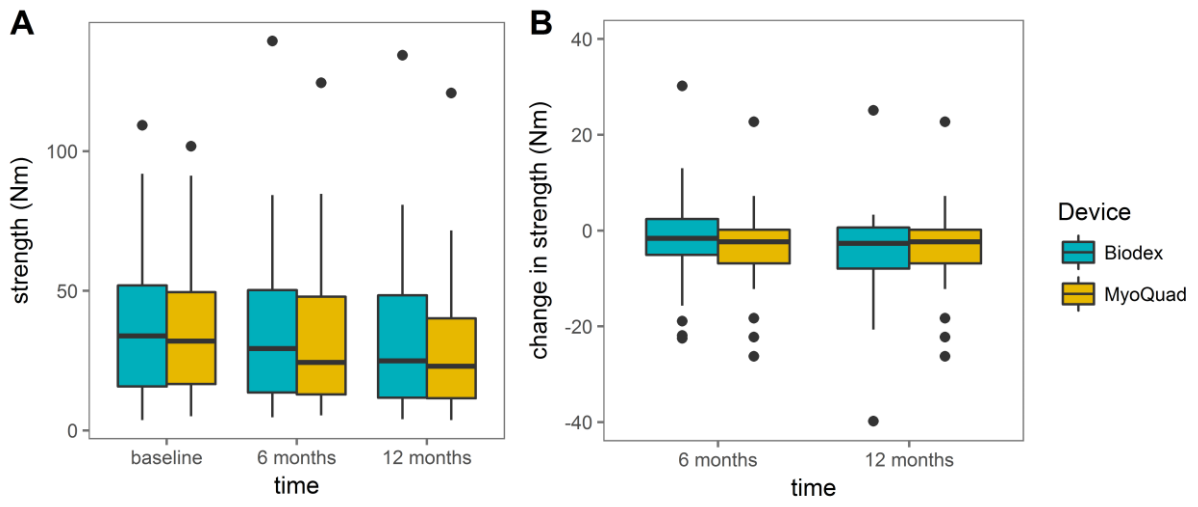 A
strength (Nm)
100
50
0
baseline
6 months
12 months
time
B
change in strength (Nm)
40
20
0
-20
-40
6 months
12 months
time
Device
Biodex
MyoQuad